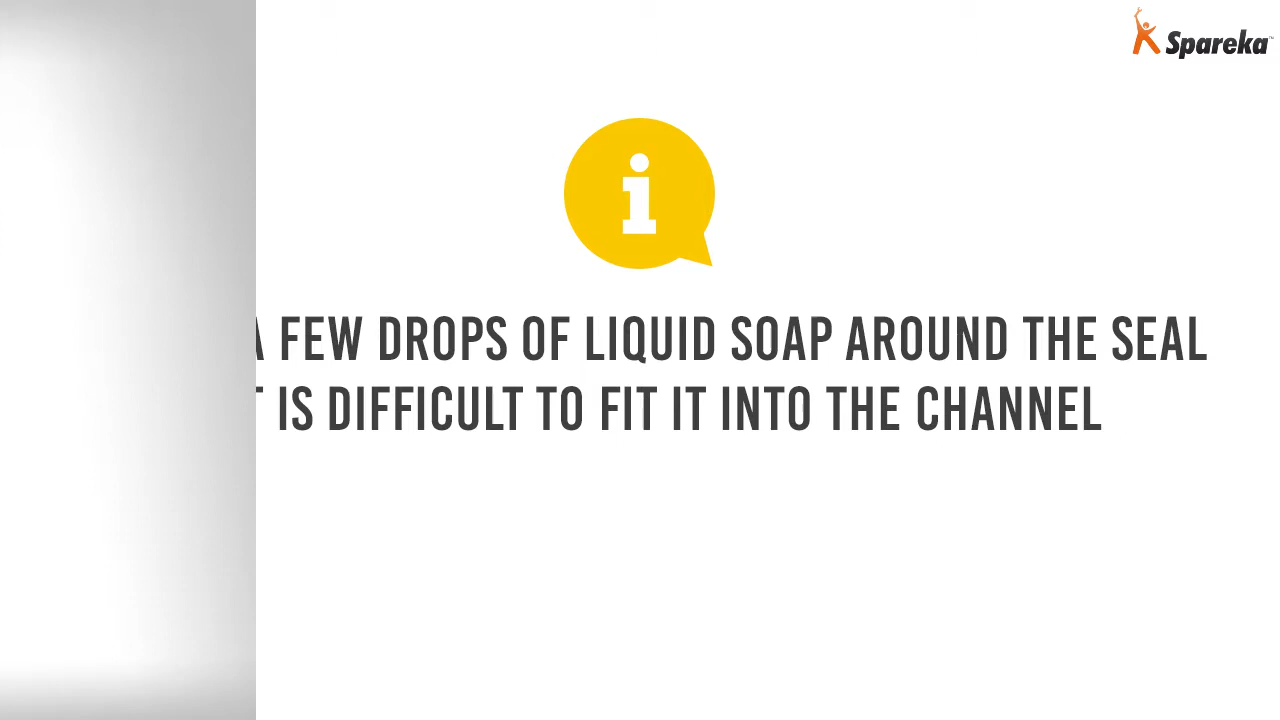 Spareka
i
A FEW DROPS OF LIQUID SOAP AROUND THE SEAL
IS DIFFICULT TO FIT IT INTO THE CHANNEL